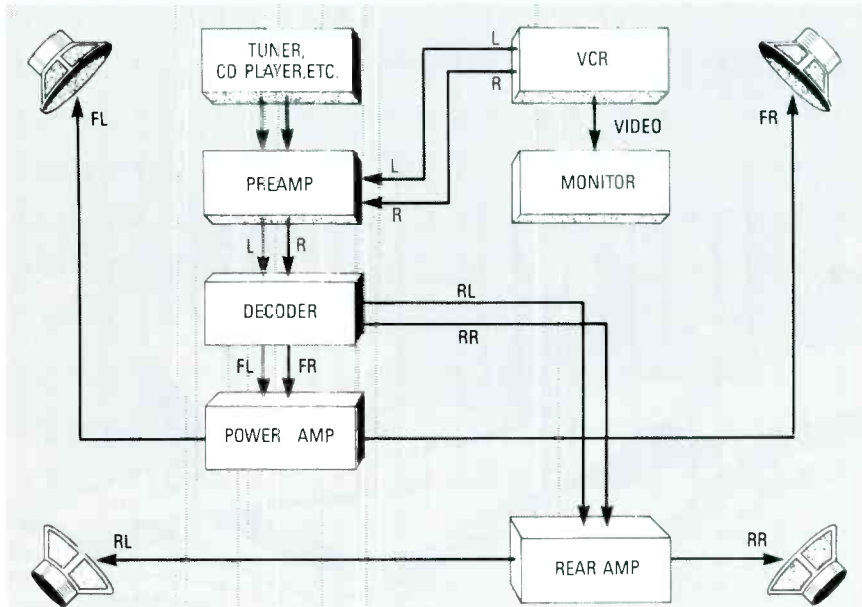 TUNER,
CD PLAYER, ETC.
L
R
VCR
FL
FR
VIDEO
L
R
PREAMP
MONITOR
L
R
DECODER
RL
RR
FL
FR
POWER AMP
RL
REAR AMP
RR